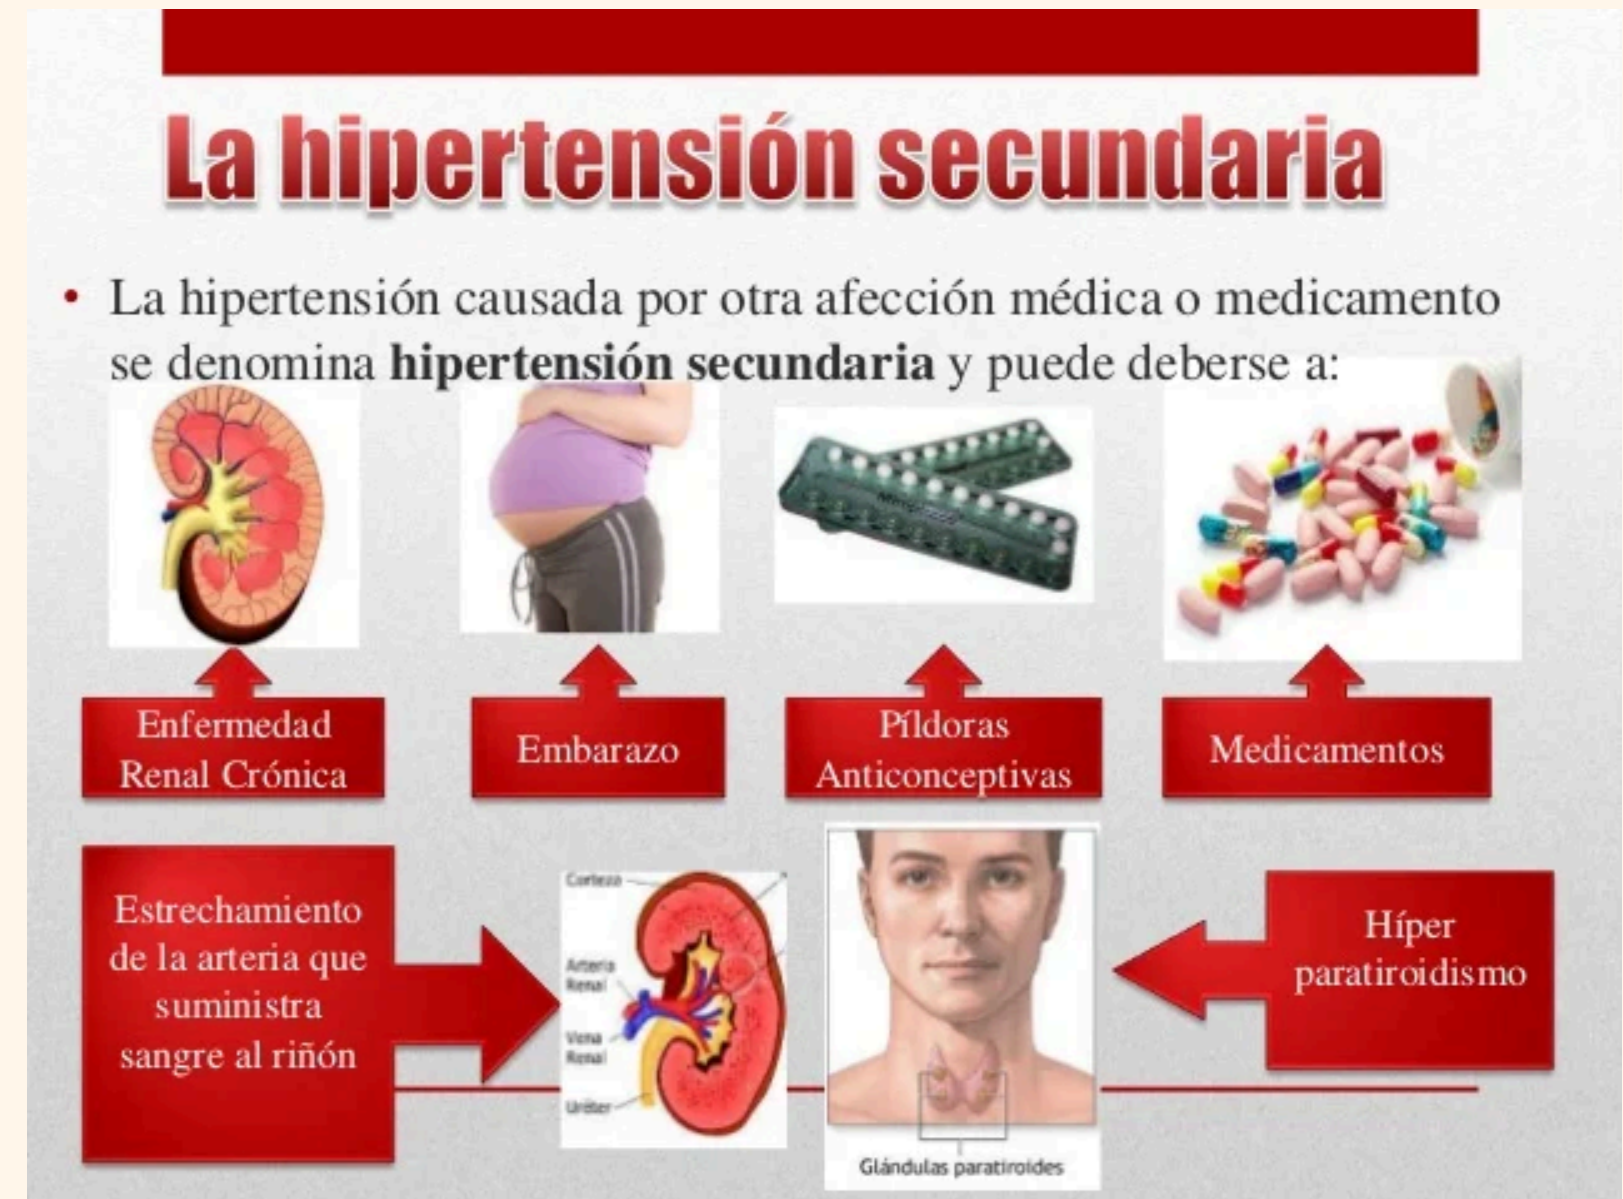 La hipertensión secundaria
• La hipertensión causada por otra afección médica o medicamento
se denomina hipertensión secundaria y puede deberse a:
Enfermedad
Renal Crónica
Embarazo
Píldoras
Anticonceptivas
Medicamentos
Estrechamiento
de la arteria que
suministra
sangre al riñón
Corteza
Arteria
Renal
Vena
Renal
Uréter
Glándulas paratiroides
Híper
paratiroidismo